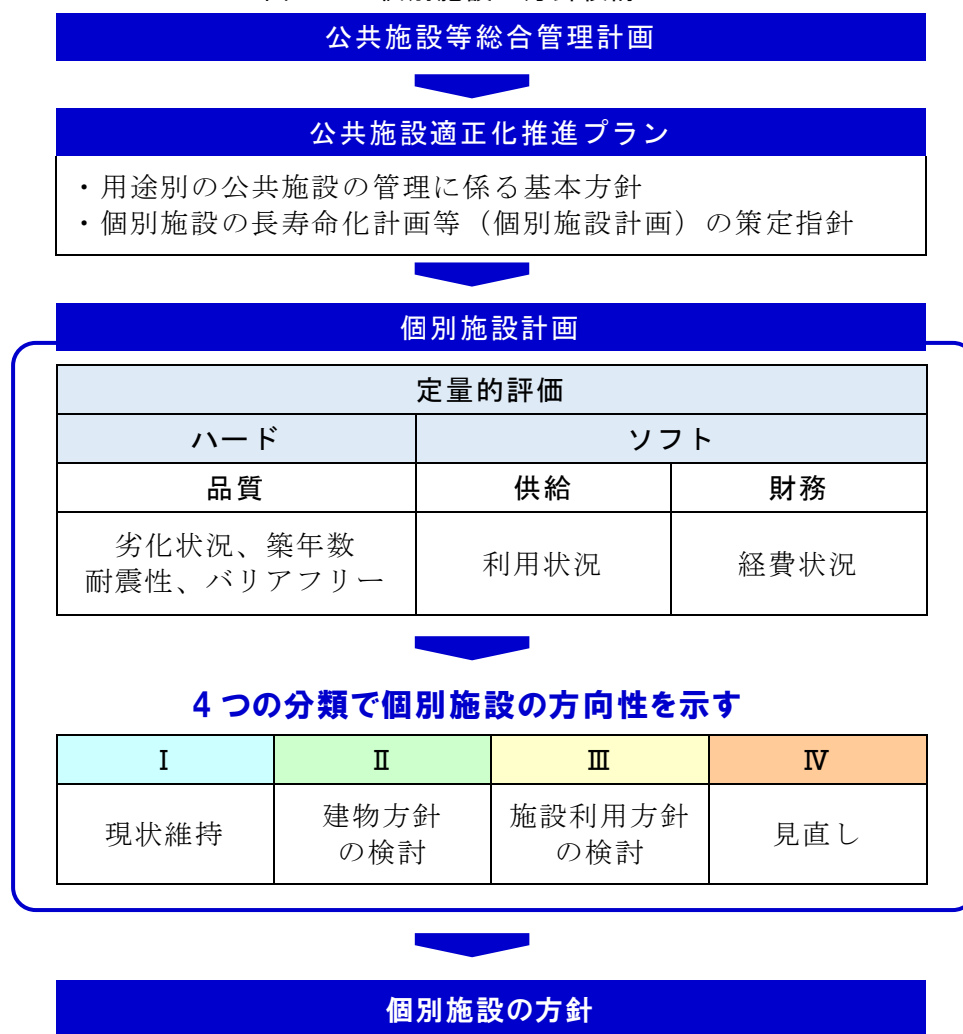 公共施設等総合管理計画
公共施設適正化推進プラン
・用途別の公共施設の管理に係る基本方針
・個別施設の長寿命化計画等（個別施設計画）の策定指針
個別施設計画
定量的評価
ハード
ソフト
品質
供給
財務
劣化状況、築年数
耐震性、バリアフリー
利用状況
経費状況
4つの分類で個別施設の方向性を示す
Ⅰ
Ⅱ
Ⅲ
Ⅳ
現状維持
建物方針
の検討
施設利用方針
の検討
見直し
個別施設の方針